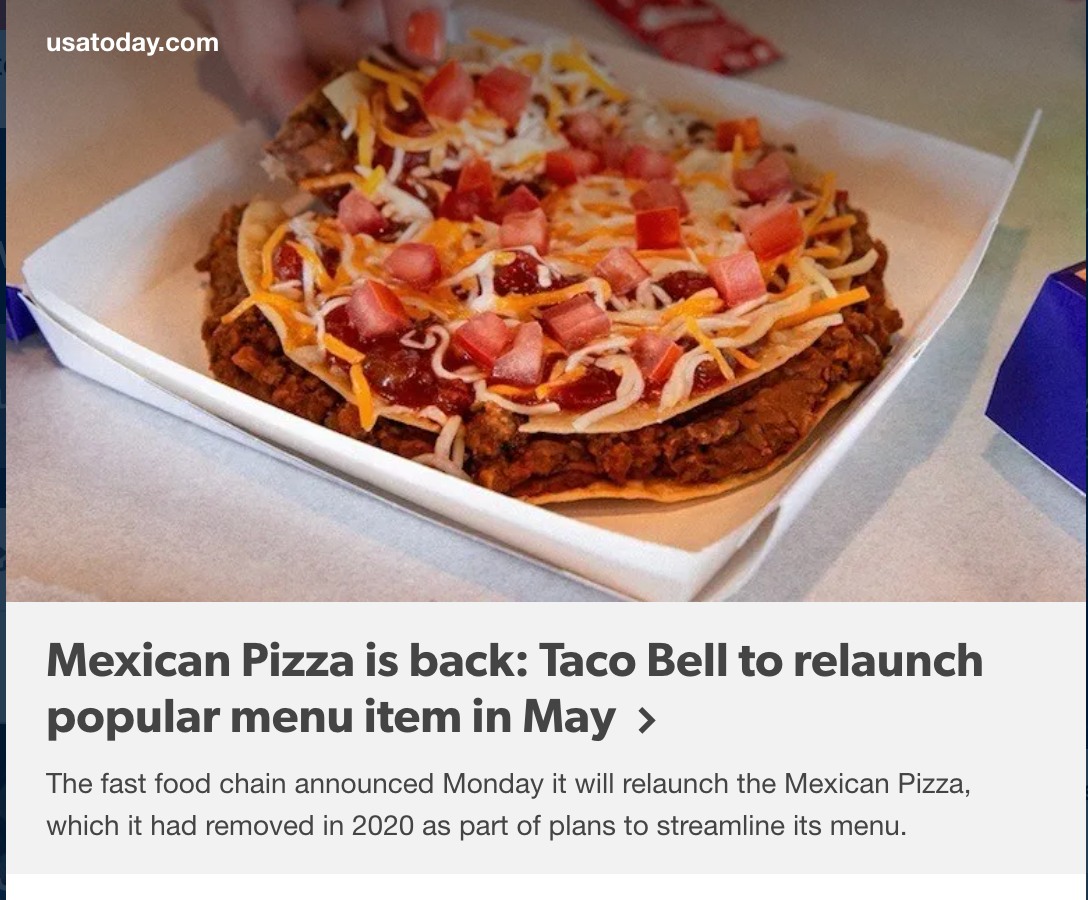 usatoday.com
Mexican Pizza is back: Taco Bell to relaunch
popular menu item in May >
The fast food chain announced Monday it will relaunch the Mexican Pizza,
which it had removed in 2020 as part of plans to streamline its menu.